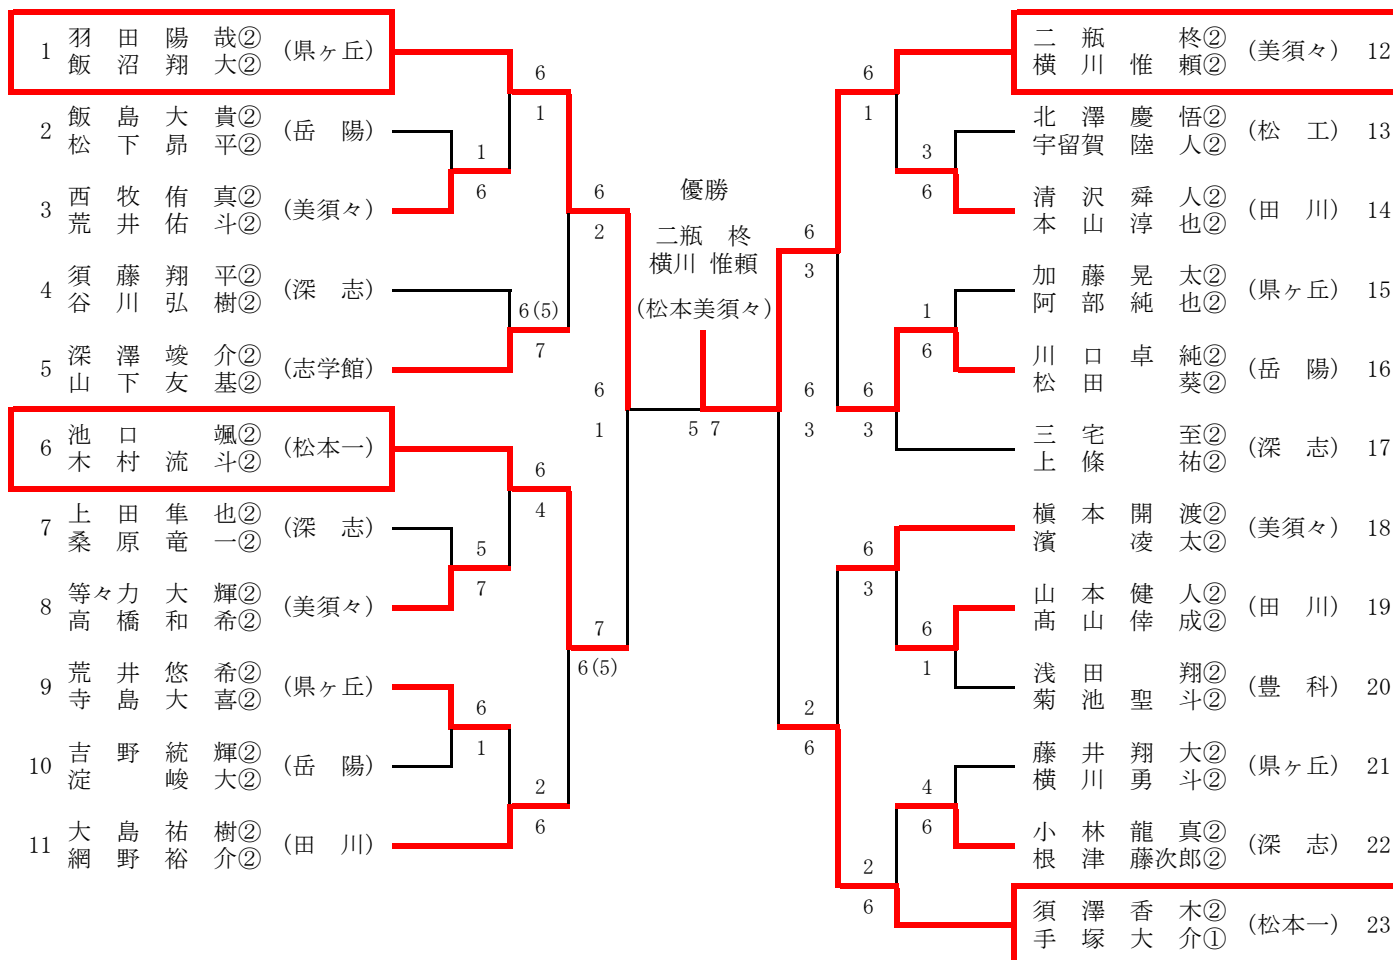 1 羽田陽哉② (県ヶ丘)
飯沼翔大②
2 飯島大貴② (岳陽)
松下昴平②
3 西牧侑真② (美須々)
荒井佑斗②
4 須藤翔平② (深志)
谷川弘樹②
5 深澤竣介② (志学館)
山下友基②
6 池口颯② (松本一)
木村流斗②
7 上田隼也② (深志)
桑原竜一②
8 等々力大輝② (美須々)
高橋和希②
9 荒井悠希② (県ヶ丘)
寺島大喜②
10 吉野統輝② (岳陽)
淀峻大②
11 大島祐樹② (田川)
網野裕介②
6
1
1
6
6
2
6(5)
7
6
1
6
4
5
7
7
6(5)
6
1
2
6
優勝
二瓶 柊
横川 惟頼
(松本美須々)
5 7
6
1
3
6
6
3
1
6
6
3
6
3
6
3
6
1
2
6
4
6
2
6
二瓶柊② (美須々) 12
横川惟頼②
北澤慶悟② (松工) 13
宇留賀陸人②
清沢舜人② (田川) 14
本山淳也②
加藤晃太② (県ヶ丘) 15
阿部純也②
川口卓純② (岳陽) 16
松田葵②
三宅至② (深志) 17
上條祐②
槇本開渡② (美須々) 18
濱凌太②
山本健人② (田川) 19
髙山倖成②
浅田翔② (豊科) 20
菊池聖斗②
藤井翔大② (県ヶ丘) 21
横川勇斗②
小林龍真② (深志) 22
根津藤次郎②
須澤香木② (松本一) 23
手塚大介①